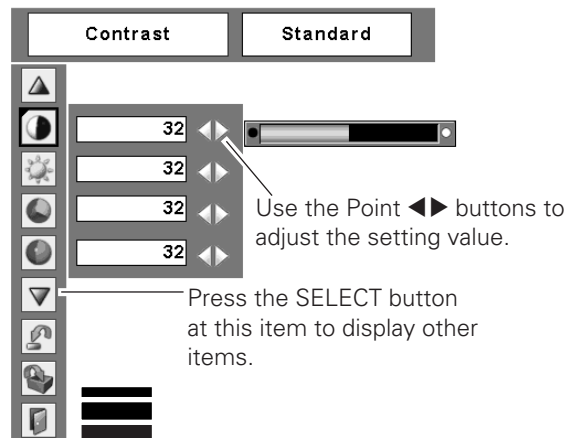 Contrast Standard
32
32
32
32
Use the Point ◀▶ buttons to
adjust the setting value.
Press the SELECT button
at this item to display other
items.